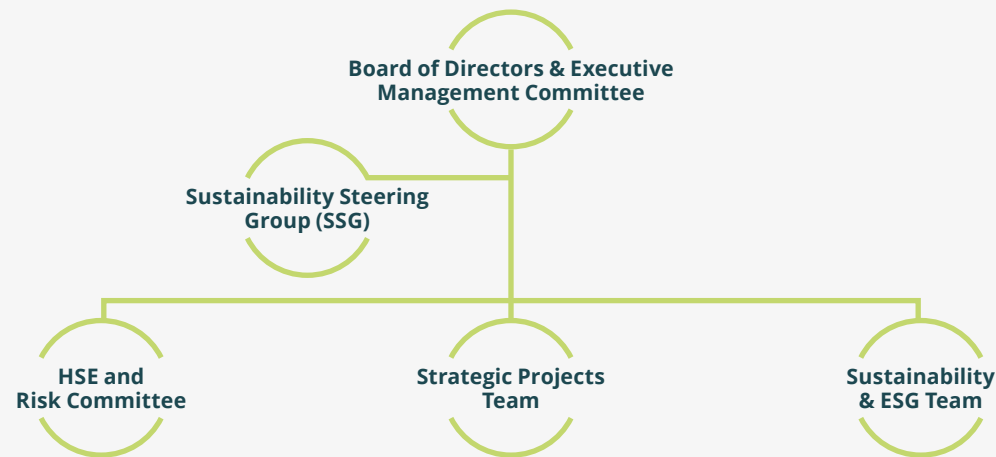 Board of Directors & Executive
Management Committee
Sustainability Steering
Group (SSG)
HSE and
Risk Committee
Strategic Projects
Team
Sustainability
& ESG Team